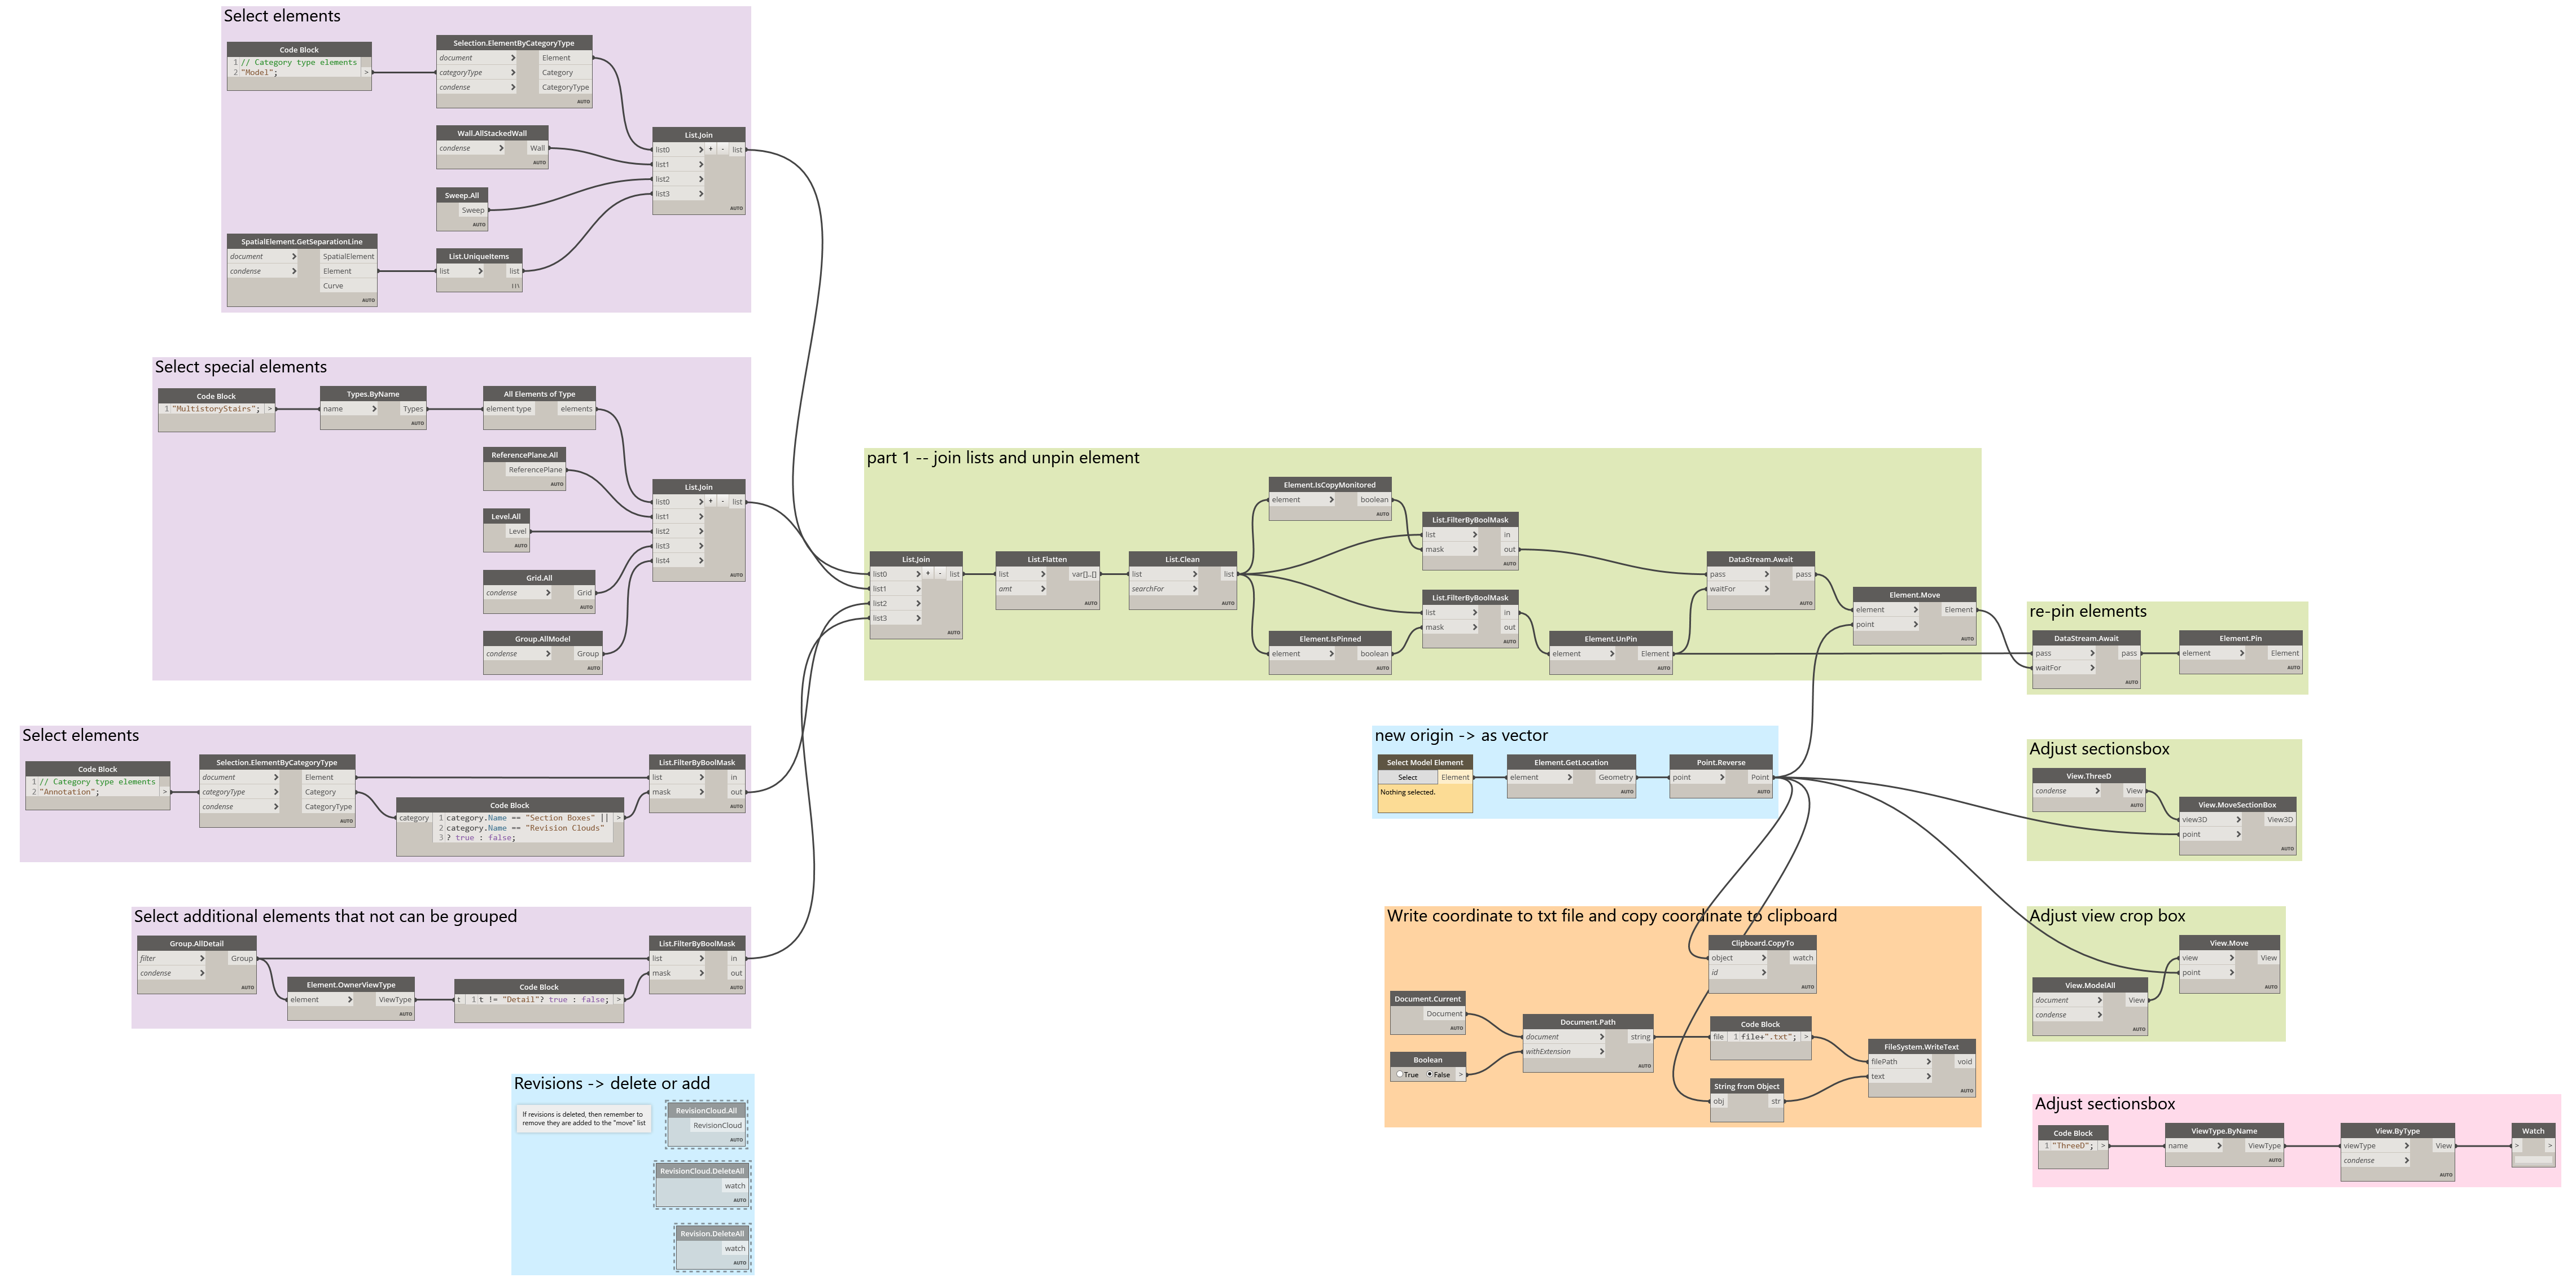 Select elements
Code Block
1 // Category type elements
2 "Model"; >
Selection.ElementByCategoryType
document > Element
categoryType > Category
condense > CategoryType
AUTO
Wall.AllStackedWall
condense > Wall
AUTO
Sweep.All
Sweep
AUTO
SpatialElement.GetSeparationLine
document > SpatialElement
condense > Element
Curve
AUTO
List.UniqueItems
list > list
List.Join
list0 > + - list
list1 >
list2 >
list3 >
AUTO
Select special elements
Code Block
1 "MultistoryStairs"; >
Types.ByName
name > Types
AUTO
All Elements of Type
element type elements
AUTO
ReferencePlane.All
ReferencePlane
AUTO
Level.All
Level
AUTO
Grid.All
condense > Grid
AUTO
Group.AllModel
condense > Group
AUTO
List.Join
list0 > + - list
list1 >
list2 >
list3 >
list4 >
AUTO
Select elements
Code Block
1 // Category type elements
2 "Annotation"; >
Selection.ElementByCategoryType
document > Element
categoryType > Category
condense > CategoryType
AUTO
Code Block
category 1 category.Name == "Section Boxes" || >
2 category.Name == "Revision Clouds"
3 ? true : false;
List.FilterByBoolMask
list > in
mask > out
AUTO
Select additional elements that not can be grouped
Group.AllDetail
filter > Group
condense >
AUTO
Element.OwnerViewType
element > ViewType
AUTO
Code Block
t 1 t != "Detail"? true : false; >
List.FilterByBoolMask
list > in
mask > out
AUTO
Revisions -> delete or add
If revisions is deleted, then remember to
remove they are added to the "move" list
RevisionCloud.All
RevisionCloud
AUTO
RevisionCloud.DeleteAll
watch
AUTO
Revision.DeleteAll
watch
AUTO
part 1 -- join lists and unpin element
List.Join
list0 > + - list
list1 >
list2 >
list3 >
AUTO
List.Flatten
list > var[]..[]
amt >
AUTO
List.Clean
list > list
searchFor >
AUTO
Element.IsCopyMonitored
element > boolean
AUTO
Element.IsPinned
element > boolean
AUTO
List.FilterByBoolMask
list > in
mask > out
AUTO
List.FilterByBoolMask
list > in
mask > out
AUTO
Element.UnPin
element > Element
AUTO
DataStream.Await
pass > pass
waitFor >
AUTO
Element.Move
element > Element
point >
AUTO
re-pin elements
DataStream.Await
pass > pass
waitFor >
AUTO
Element.Pin
element > Element
AUTO
new origin -> as vector
Select Model Element
Select Element
Nothing selected.
Element.GetLocation
element > Geometry
AUTO
Point.Reverse
point > Point
AUTO
Adjust sectionsbox
View.ThreeD
condense > View
AUTO
View.MoveSectionBox
view3D > View3D
point >
AUTO
Write coordinate to txt file and copy coordinate to clipboard
Clipboard.CopyTo
object > watch
id >
AUTO
Document.Current
Document
AUTO
Boolean
True False >
Document.Path
document > string
withExtension >
AUTO
Code Block
file 1 file+".txt"; >
String from Object
obj str
AUTO
FileSystem.WriteText
filePath > void
text >
AUTO
Adjust view crop box
View.Move
view > View
point >
AUTO
View.ModelAll
document > View
condense >
AUTO
Adjust sectionsbox
Code Block
1 "ThreeD"; >
ViewType.ByName
name > ViewType
AUTO
View.ByType
viewType > View
condense >
AUTO
Watch
> >